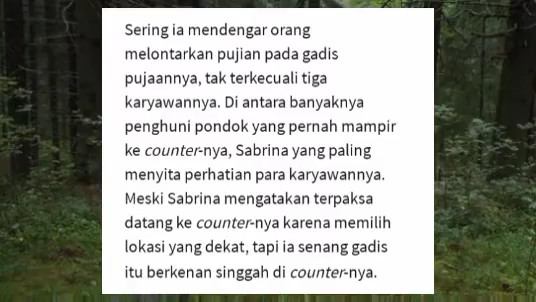 Sering ia mendengar orang
melontarkan pujian pada gadis
pujaannya, tak terkecuali tiga
karyawannya. Di antara banyaknya
penghuni pondok yang pernah mampir
ke counter-nya, Sabrina yang paling
menyita perhatian para karyawannya.
Meski Sabrina mengatakan terpaksa
datang ke counter-nya karena memilih
lokasi yang dekat, tapi ia senang gadis
itu berkenan singgah di counter-nya.